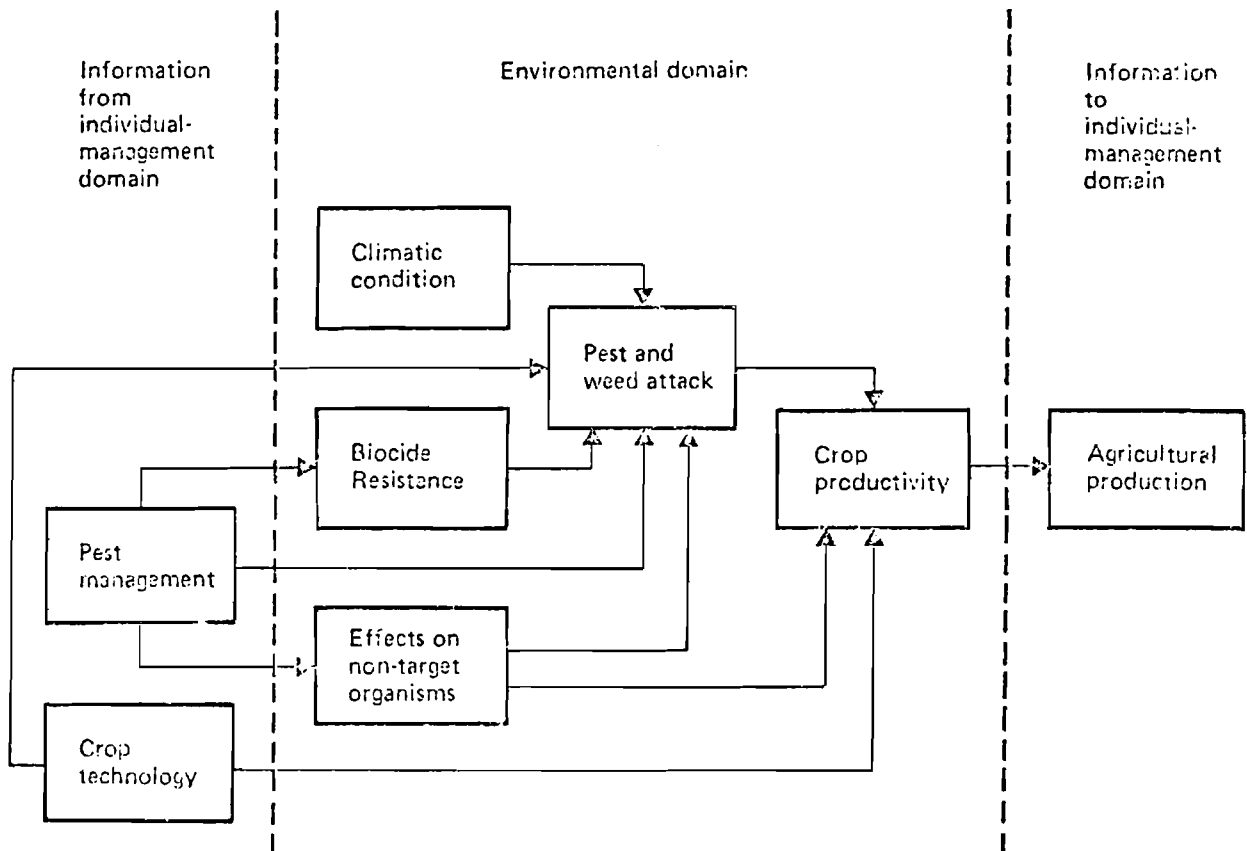 Information
from
individual-
management
domain
Environmental domain
Information
to
individual-
management
domain
Climatic
condition
Pest and
weed attack
Biocide
Resistance
Crop
productivity
Agricultural
production
Pest
management
Effects on
non-target
organisms
Crop
technology